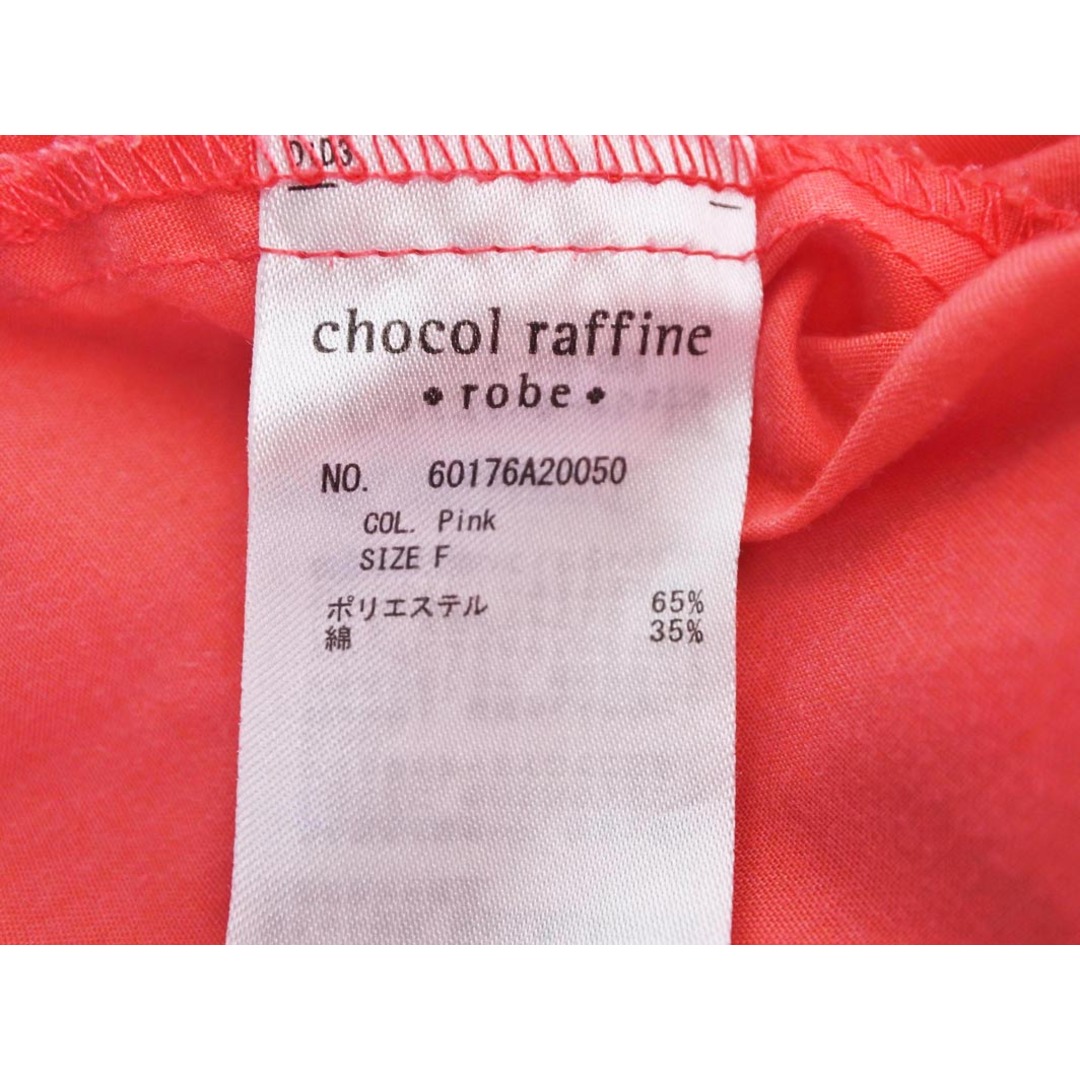 chocol raffine
robe
NO. 60176A20050
COL. Pink
SIZE F
ポリエステル 65%
綿 35%